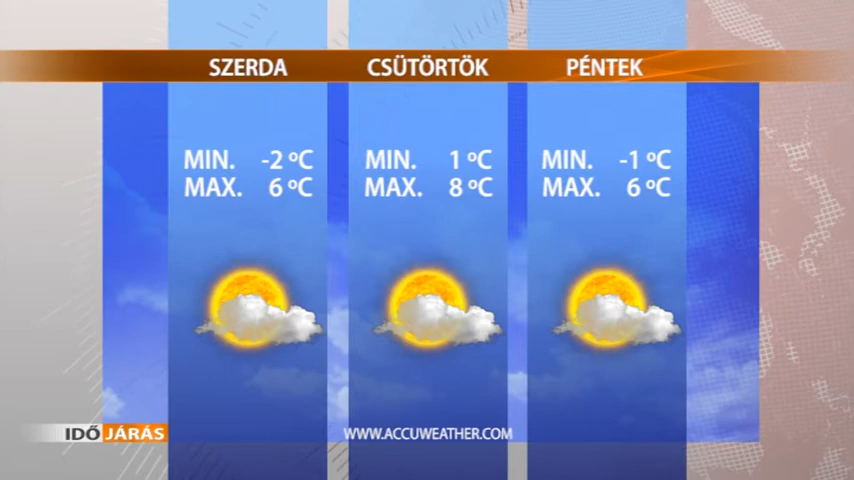 SZERDA
CSÜTÖRTÖK
PÉNTEK
MIN. -2 ºC
MAX. 6 ºC
MIN. 1 ºC
MAX. 8 ºC
MIN. -1 ºC
MAX. 6 ºC
IDŐJÁRÁS
WWW.ACCUWEATHER.COM